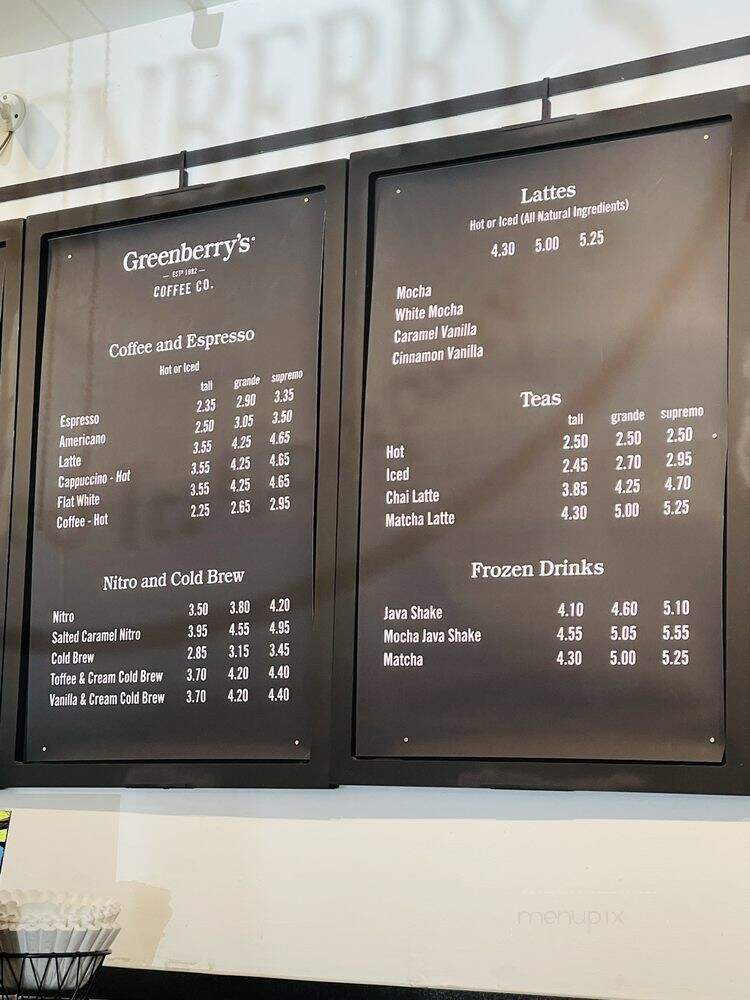 Greenberry's
EST? 1992
COFFEE CO.
Coffee and Espresso
Hot or Iced
tall grande supremo
Espresso 2.35 2.90 3.35
Americano 2.50 3.05 3.50
Latte 3.55 4.25 4.65
Cappuccino - Hot 3.55 4.25 4.65
Flat White 3.55 4.25 4.65
Coffee - Hot 2.25 2.65 2.95
Nitro and Cold Brew
Nitro 3.50 3.80 4.20
Salted Caramel Nitro 3.95 4.55 4.95
Cold Brew 2.85 3.15 3.45
Toffee & Cream Cold Brew 3.70 4.20 4.40
Vanilla & Cream Cold Brew 3.70 4.20 4.40
Lattes
Hot or Iced (All Natural Ingredients)
4.30 5.00 5.25
Mocha
White Mocha
Caramel Vanilla
Cinnamon Vanilla
Teas
tall grande supremo
Hot 2.50 2.50 2.50
Iced 2.45 2.70 2.95
Chai Latte 3.85 4.25 4.70
Matcha Latte 4.30 5.00 5.25
Frozen Drinks
Java Shake 4.10 4.60 5.10
Mocha Java Shake 4.55 5.05 5.55
Matcha 4.30 5.00 5.25
menupix